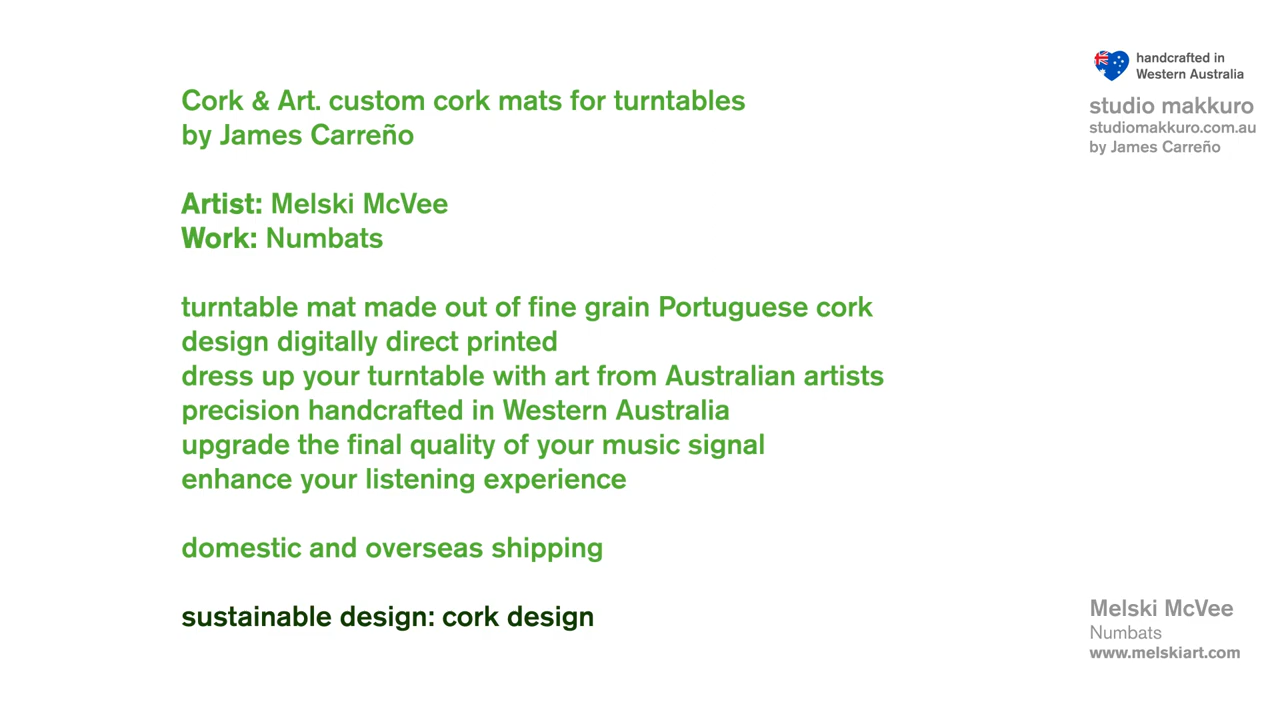 Cork & Art. custom cork mats for turntables
by James Carreño
Artist: Melski McVee
Work: Numbats
turntable mat made out of fine grain Portuguese cork
design digitally direct printed
dress up your turntable with art from Australian artists
precision handcrafted in Western Australia
upgrade the final quality of your music signal
enhance your listening experience
domestic and overseas shipping
sustainable design: cork design
handcrafted in
Western Australia
studio makkuro
studiomakkuro.com.au
by James Carreño
Melski McVee
Numbats
www.melskiart.com